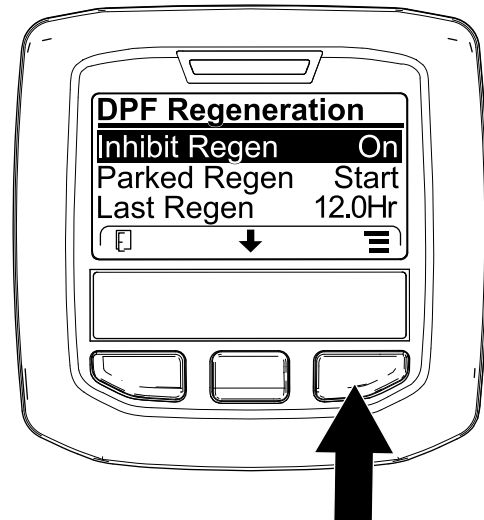 DPF Regeneration
Inhibit Regen On
Parked Regen Start
Last Regen 12.0Hr